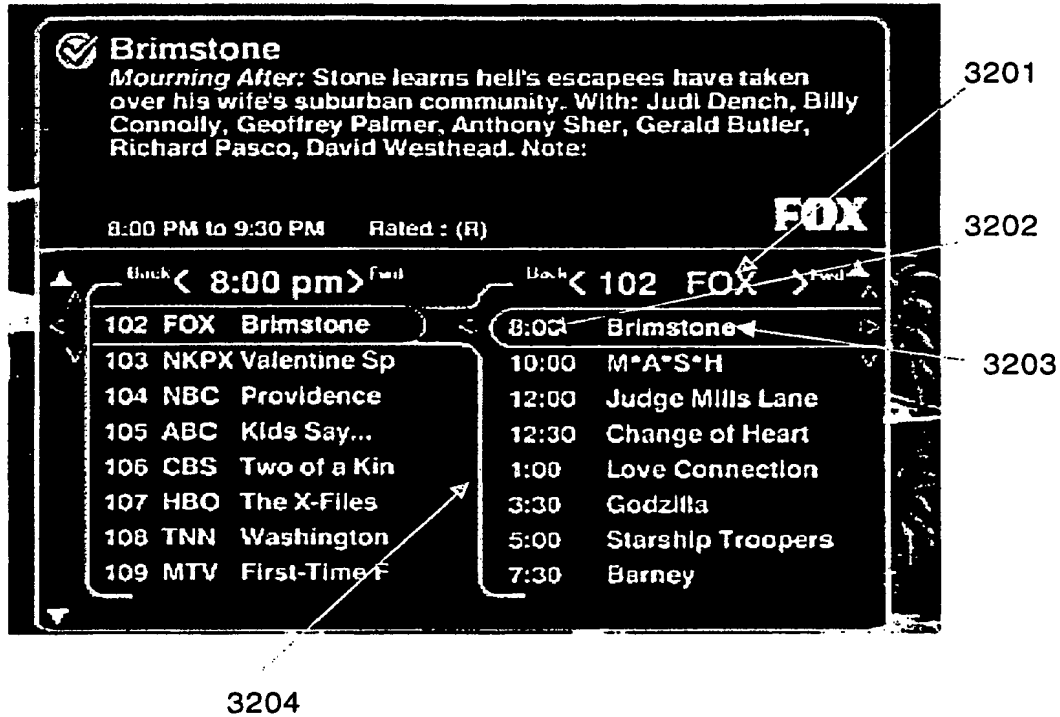 Brimstone
Mourning After: Stone learns hell's escapees have taken
over his wife's suburban community. With: Judi Dench, Billy
Connolly, Geoffrey Palmer, Anthony Sher, Gerald Butler,
Richard Pasco, David Westhead. Note:
8:00 PM to 9:30 PM Rated : (R)
FOX
Back < 8:00 pm > Fwd
102 FOX Brimstone
103 NKPX Valentine Sp
104 NBC Providence
105 ABC Kids Say...
106 CBS Two of a Kin
107 HBO The X-Files
108 TNN Washington
109 MTV First-Time F
Back < 102 FOX > Fwd
8:00 Brimstone
10:00 M*A*S*H
12:00 Judge Mills Lane
12:30 Change of Heart
1:00 Love Connection
3:30 Godzilla
5:00 Starship Troopers
7:30 Barney
3201
3202
3203
3204